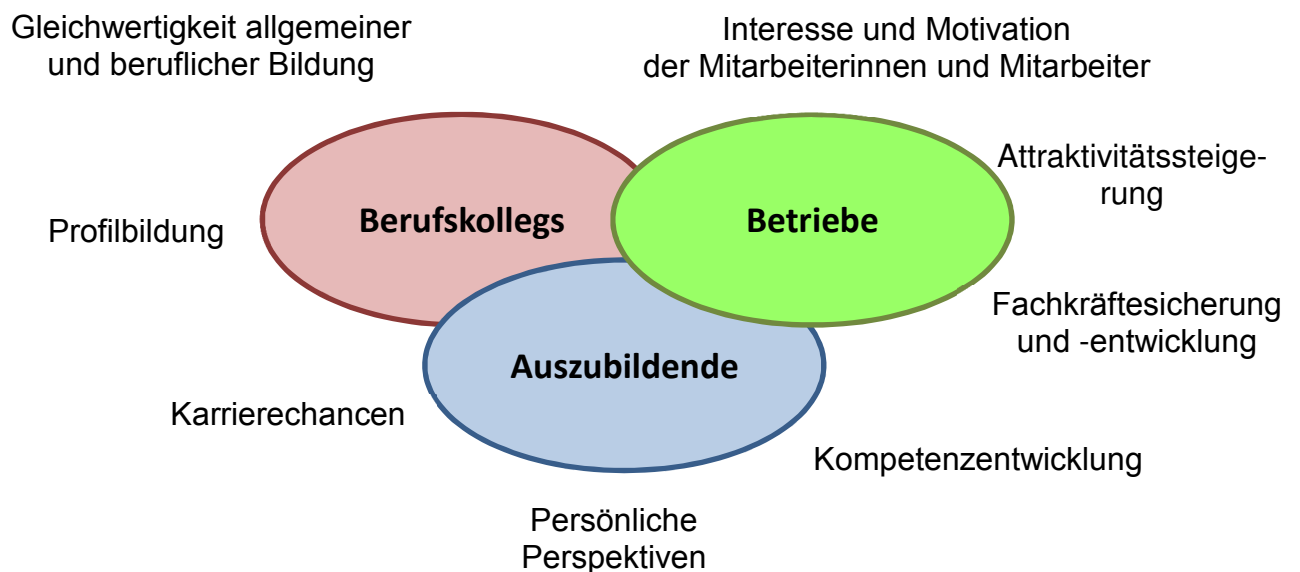 Gleichwertigkeit allgemeiner
und beruflicher Bildung
Interesse und Motivation
der Mitarbeiterinnen und Mitarbeiter
Attraktivitätssteige-
rung
Profilbildung
Berufskollegs
Betriebe
Fachkräftesicherung
und -entwicklung
Auszubildende
Karrierechancen
Kompetenzentwicklung
Persönliche
Perspektiven